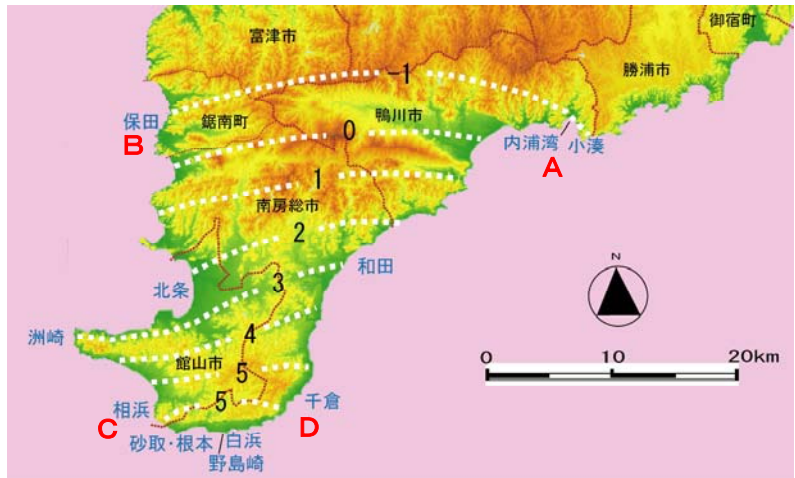 御宿町
富津市
勝浦市
-1
保田
鋸南町
鴨川市
B
0
内浦湾
小湊
A
1
南房総市
2
和田
北条
3
N
洲崎
4
0 10 20km
館山市
5
相浜
5
千倉
C
D
砂取・根本
白浜
野島崎